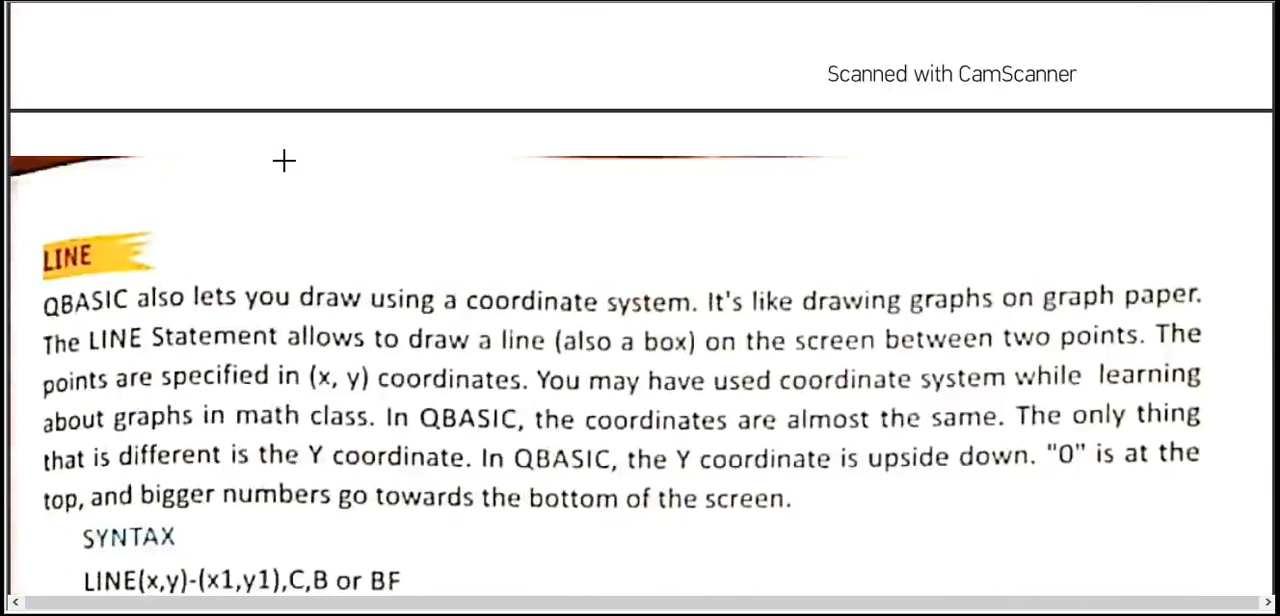 Scanned with CamScanner
LINE
QBASIC also lets you draw using a coordinate system. It's like drawing graphs on graph paper.
The LINE Statement allows to draw a line (also a box) on the screen between two points. The
points are specified in (x, y) coordinates. You may have used coordinate system while learning
about graphs in math class. In QBASIC, the coordinates are almost the same. The only thing
that is different is the Y coordinate. In QBASIC, the Y coordinate is upside down. "0" is at the
top, and bigger numbers go towards the bottom of the screen.
SYNTAX
LINE(x,y)-(x1,y1),C,B or BF